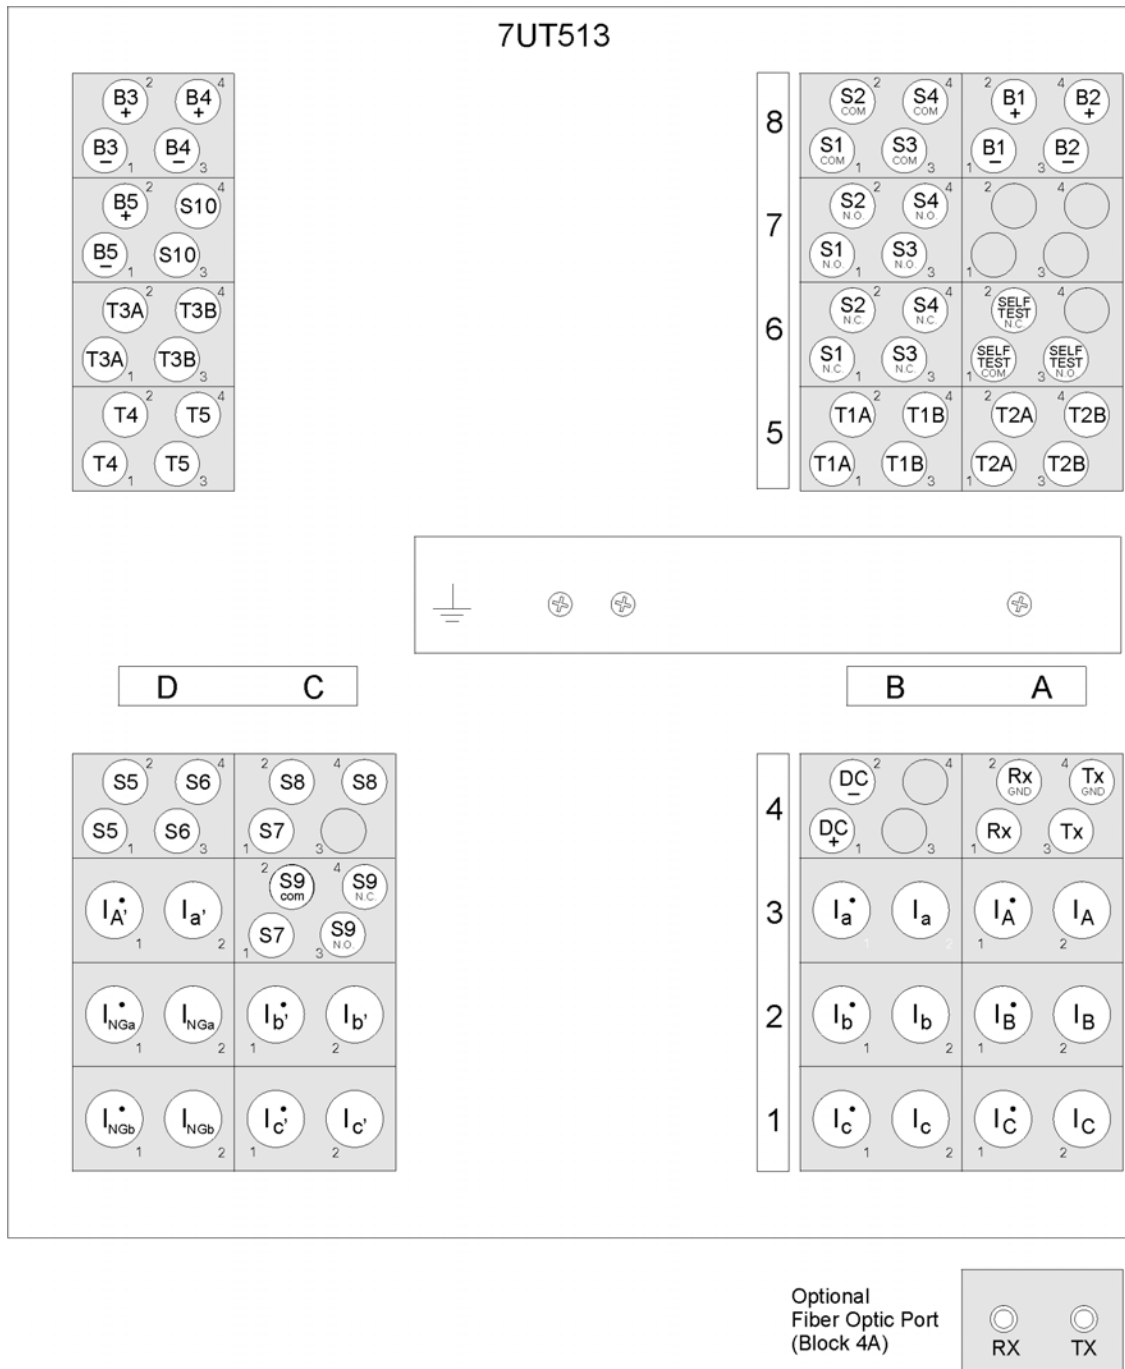 7UT513
2 4
B3 + B4 +
B3 – B4 –
1 3
2 4
B5 + S10
B5 – S10
1 3
2 4
T3A T3B
T3A T3B
1 3
2 4
T4 T5
T4 T5
1 3
8
2 4 2 4
S2 COM S4 COM B1 + B2 +
S1 COM S3 COM B1 – B2 –
1 3 1 3
7
2 4 2 4
S2 N.O. S4 N.O.
S1 N.O. S3 N.O.
1 3 1 3
6
2 4 2 4
S2 N.C. S4 N.C. SELF TEST N.C.
S1 N.C. S3 N.C. SELF TEST COM SELF TEST N.O.
1 3 1 3
5
2 4 2 4
T1A T1B T2A T2B
T1A T1B T2A T2B
1 3 1 3
D C
B A
2 4 2 4
S5 S6 S8 S8
S5 S6 S7
1 3 1 3
2 4
S9 com S9 N.C.
IA'• Ia' S7 S9 N.O.
1 2 1 3
INGa• INGa Ib'• Ib'
1 2 1 2
INGb• INGb Ic'• Ic'
1 2 1 2
4
2 4 2 4
DC – Rx GND Tx GND
DC + Rx Tx
1 3 1 3
3
Ia• Ia IA• IA
1 2 1 2
2
Ib• Ib IB• IB
1 2 1 2
1
Ic• Ic IC• IC
1 2 1 2
Optional
Fiber Optic Port
(Block 4A)
RX TX